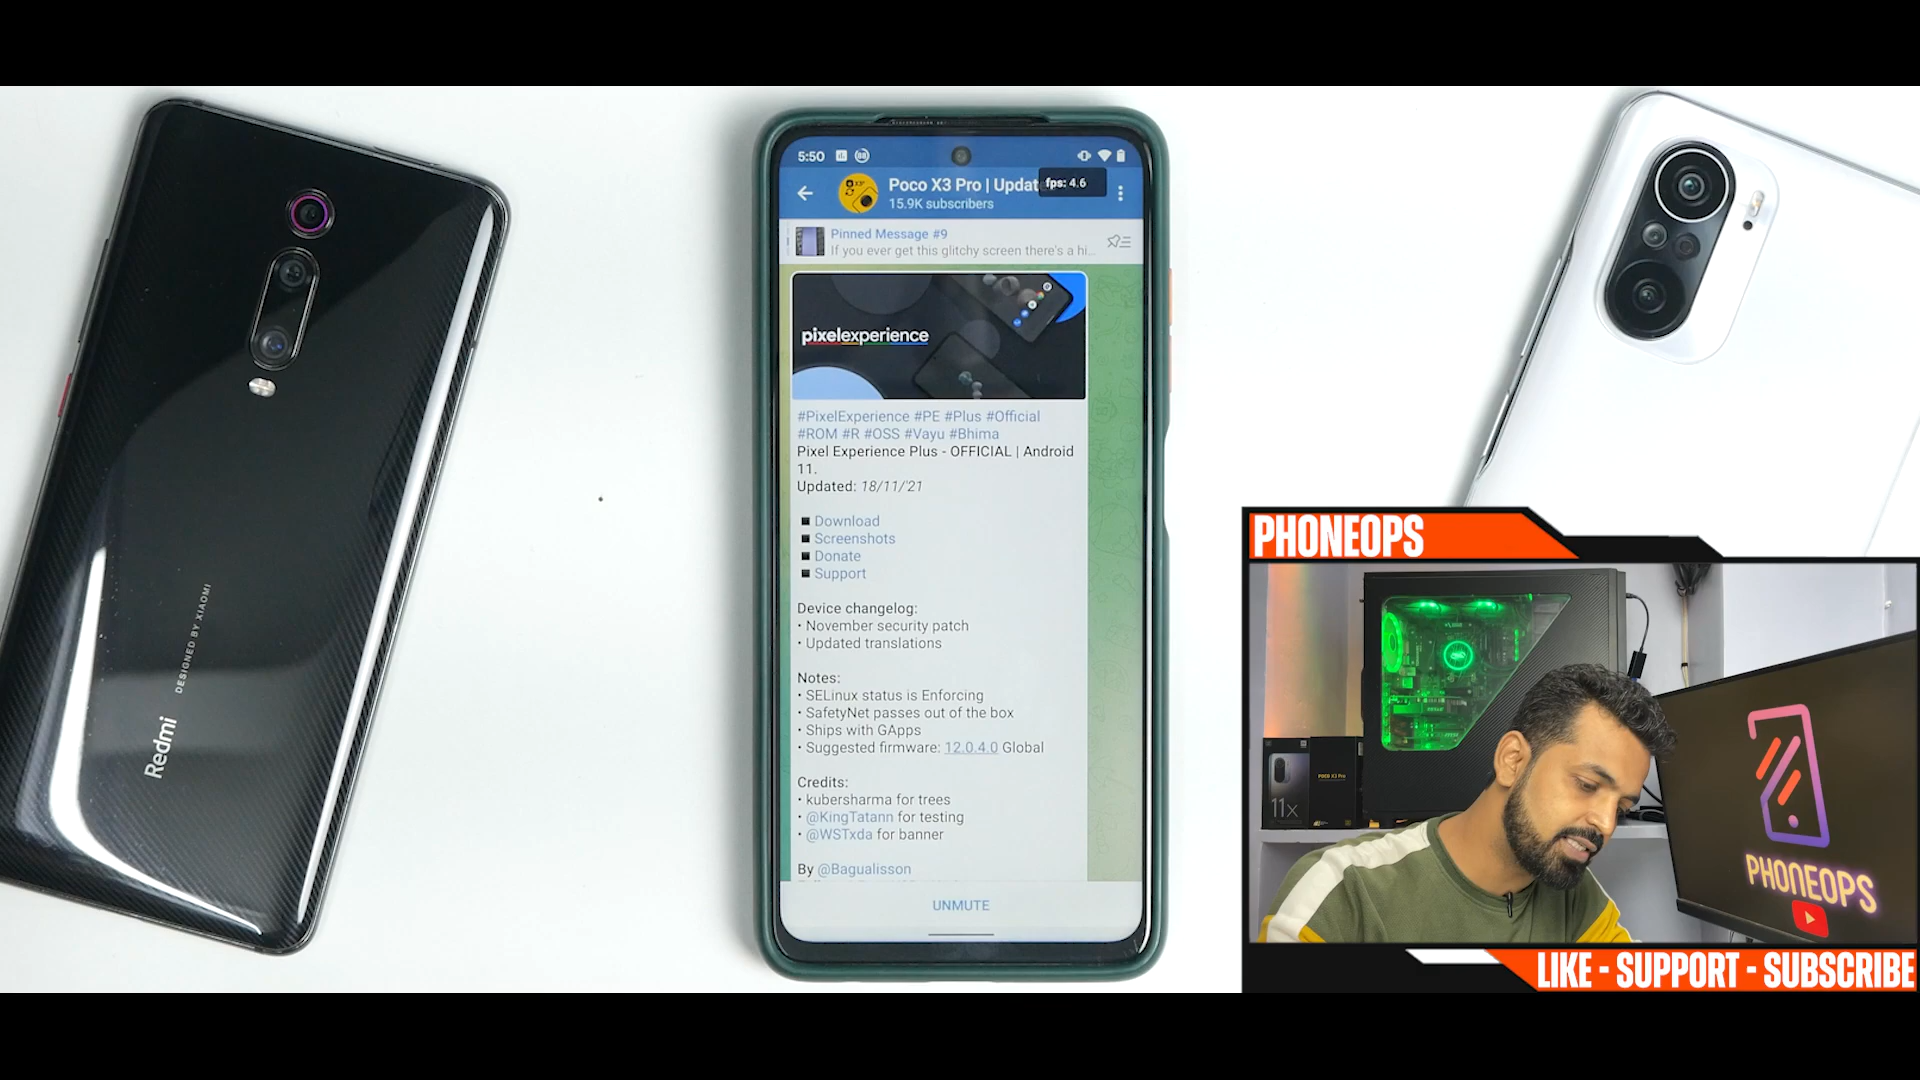 5:50
88
Poco X3 Pro | Updat
fps: 4.6
15.9K subscribers
Pinned Message #9
If you ever get this glitchy screen there's a hi...
pixelexperience
#PixelExperience #PE #Plus #Official
#ROM #R #OSS #Vayu #Bhima
Pixel Experience Plus - OFFICIAL | Android
11.
Updated: 18/11/'21
Download
Screenshots
Donate
Support
Device changelog:
• November security patch
• Updated translations
Notes:
• SELinux status is Enforcing
• SafetyNet passes out of the box
• Ships with GApps
• Suggested firmware: 12.0.4.0 Global
Credits:
• kubersharma for trees
• @KingTatann for testing
• @WSTxda for banner
By @Bagualisson
UNMUTE
Redmi
DESIGNED BY XIAOMI
PHONEOPS
11x
POCO X3 Pro
PHONEOPS
LIKE - SUPPORT - SUBSCRIBE